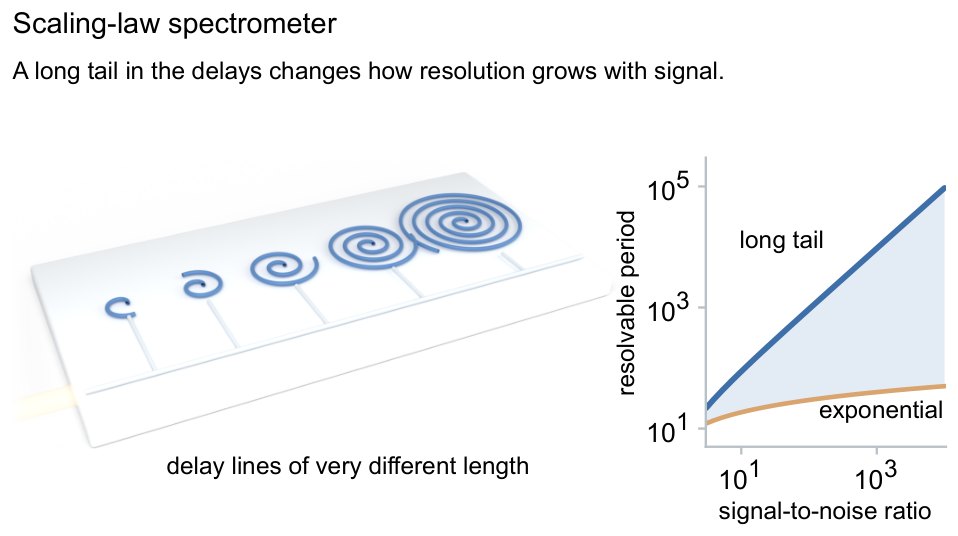 Scaling-law spectrometer
A long tail in the delays changes how resolution grows with signal.
delay lines of very different length
resolvable period
10^5
10^3
10^1
long tail
exponential
10^1
10^3
signal-to-noise ratio